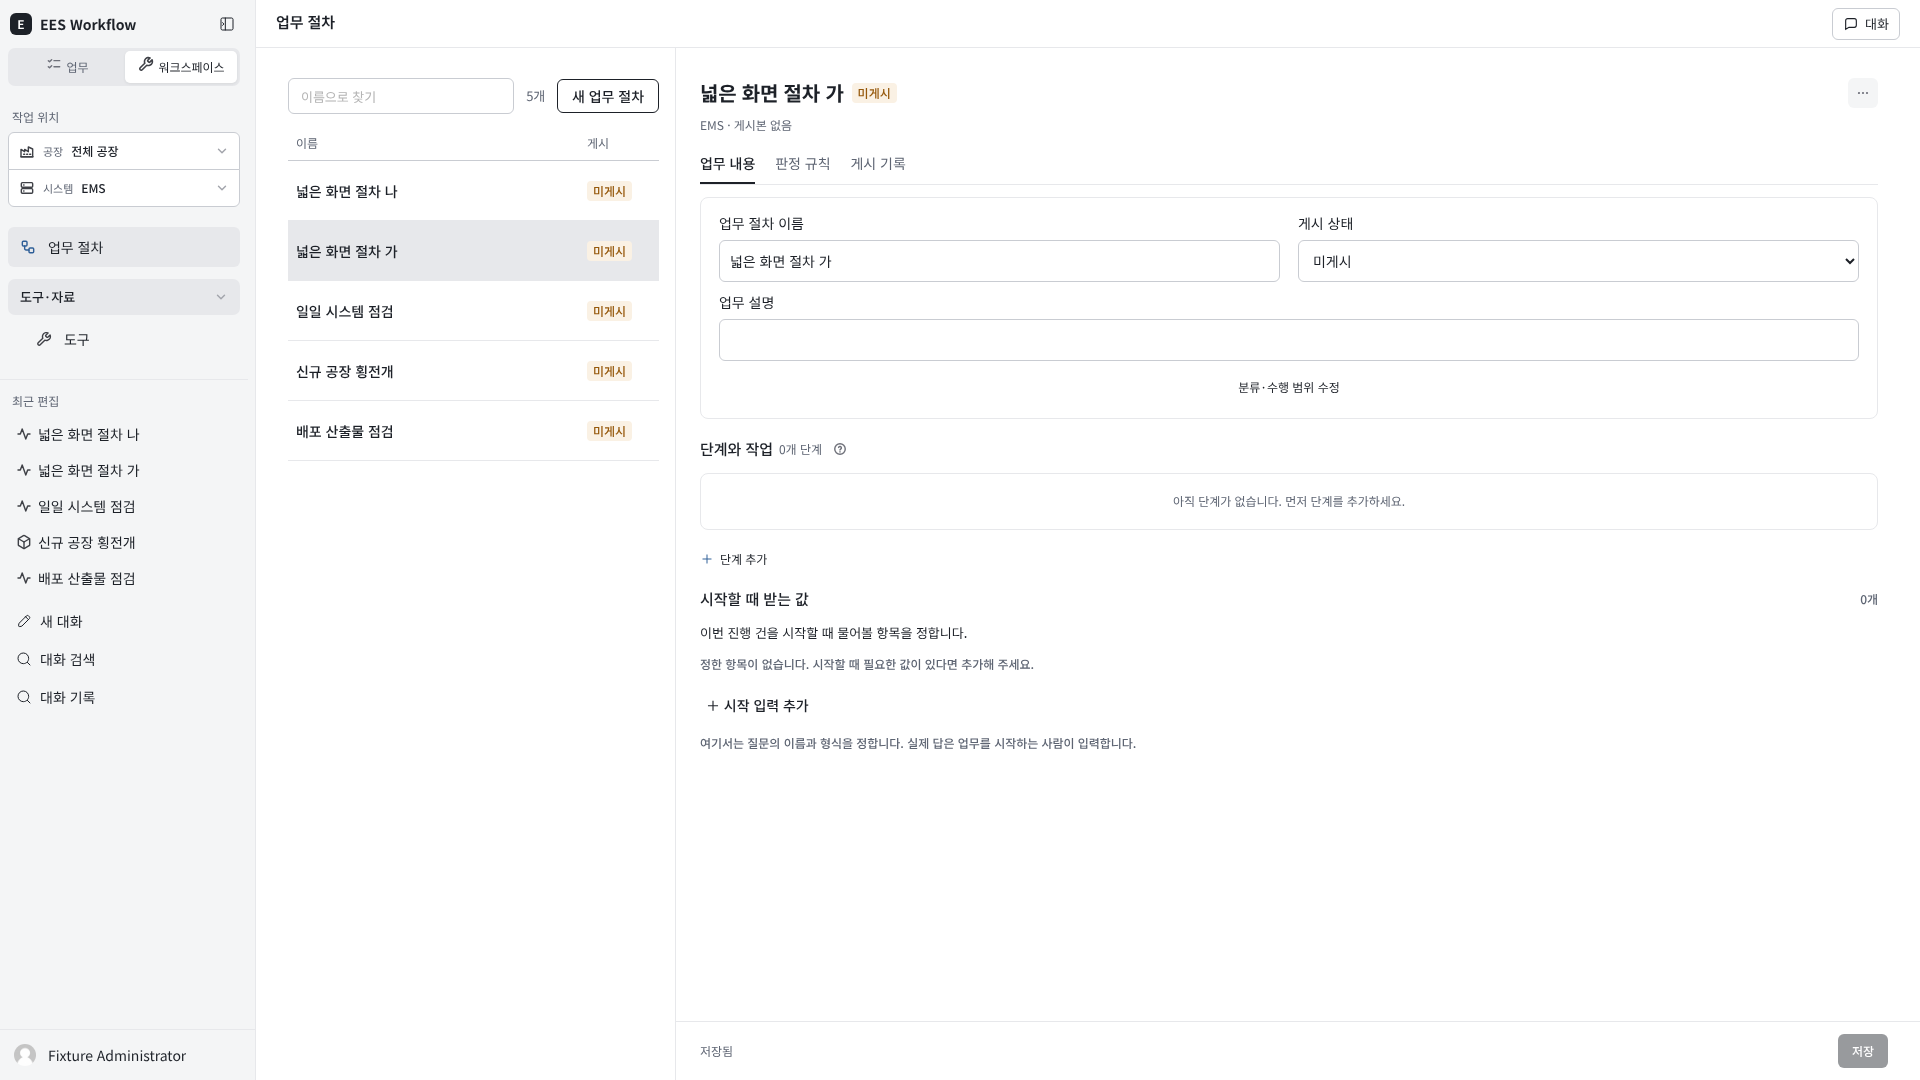 E EES Workflow
업무
워크스페이스
작업 위치
공장 전체 공장
시스템 EMS
업무 절차
도구·자료
도구
최근 편집
넓은 화면 절차 나
넓은 화면 절차 가
일일 시스템 점검
신규 공장 횡전개
배포 산출물 점검
새 대화
대화 검색
대화 기록
Fixture Administrator
업무 절차
대화
이름으로 찾기
5개
새 업무 절차
이름 게시
넓은 화면 절차 나 미게시
넓은 화면 절차 가 미게시
일일 시스템 점검 미게시
신규 공장 횡전개 미게시
배포 산출물 점검 미게시
넓은 화면 절차 가 미게시
...
EMS · 게시본 없음
업무 내용 판정 규칙 게시 기록
업무 절차 이름 게시 상태
넓은 화면 절차 가 미게시
업무 설명
분류·수행 범위 수정
단계와 작업 0개 단계 ?
아직 단계가 없습니다. 먼저 단계를 추가하세요.
+ 단계 추가
시작할 때 받는 값 0개
이번 진행 건을 시작할 때 물어볼 항목을 정합니다.
정한 항목이 없습니다. 시작할 때 필요한 값이 있다면 추가해 주세요.
+ 시작 입력 추가
여기서는 질문의 이름과 형식을 정합니다. 실제 답은 업무를 시작하는 사람이 입력합니다.
저장됨
저장